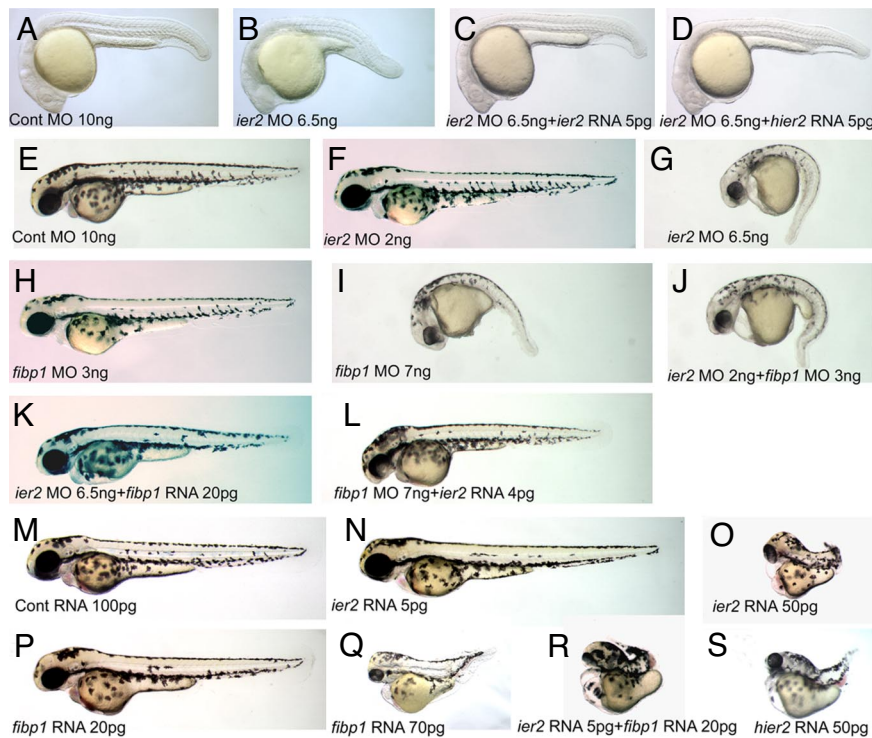 A
B
C
D
Cont MO 10ng
ier2 MO 6.5ng
ier2 MO 6.5ng+ier2 RNA 5pg
ier2 MO 6.5ng+hier2 RNA 5pg
E
F
G
Cont MO 10ng
ier2 MO 2ng
ier2 MO 6.5ng
H
I
J
fibp1 MO 3ng
fibp1 MO 7ng
ier2 MO 2ng+fibp1 MO 3ng
K
L
ier2 MO 6.5ng+fibp1 RNA 20pg
fibp1 MO 7ng+ier2 RNA 4pg
M
N
O
Cont RNA 100pg
ier2 RNA 5pg
ier2 RNA 50pg
P
Q
R
S
fibp1 RNA 20pg
fibp1 RNA 70pg
ier2 RNA 5pg+fibp1 RNA 20pg
hier2 RNA 50pg